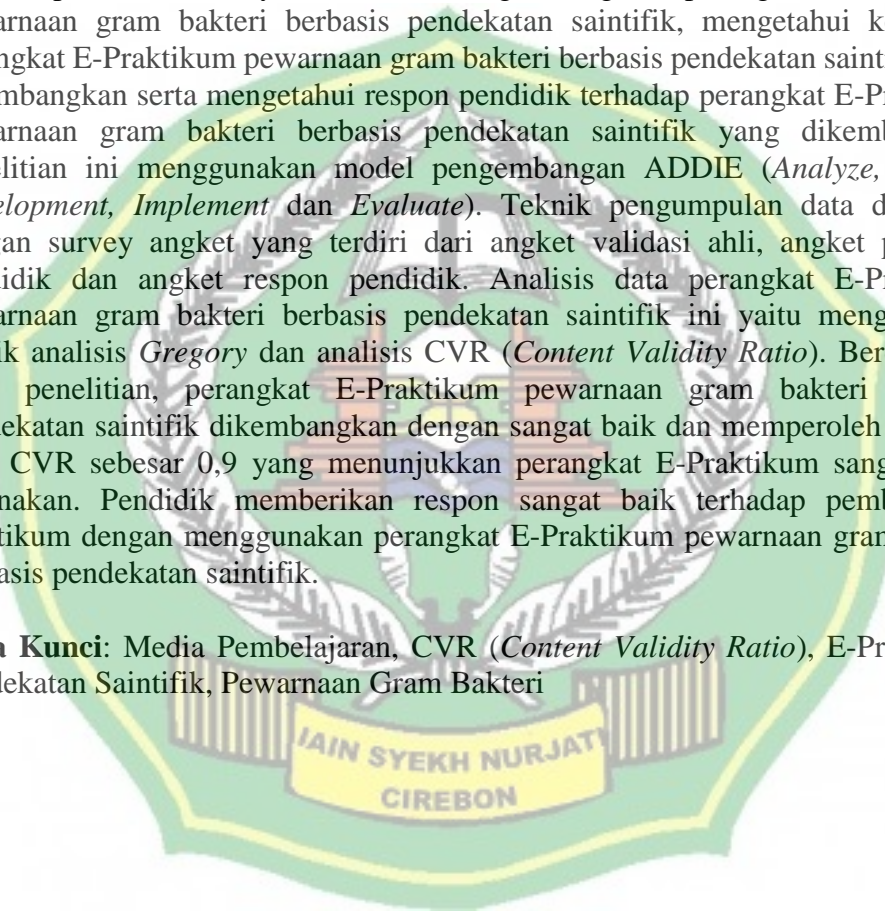 arnaan gram bakteri berbasis pendekatan saintifik, mengetahui k
ngkat E-Praktikum pewarnaan gram bakteri berbasis pendekatan sainti
mbangkan serta mengetahui respon pendidik terhadap perangkat E-Pr
arnaan gram bakteri berbasis pendekatan saintifik yang dikemb
elitian ini menggunakan model pengembangan ADDIE (Analyze,
elopment, Implement dan Evaluate). Teknik pengumpulan data d
gan survey angket yang terdiri dari angket validasi ahli, angket p
didik dan angket respon pendidik. Analisis data perangkat E-Pr
arnaan gram bakteri berbasis pendekatan saintifik ini yaitu meng
ik analisis Gregory dan analisis CVR (Content Validity Ratio). Ber
penelitian, perangkat E-Praktikum pewarnaan gram bakteri
dekatan saintifik dikembangkan dengan sangat baik dan memperoleh
CVR sebesar 0,9 yang menunjukkan perangkat E-Praktikum sang
nakan. Pendidik memberikan respon sangat baik terhadap pemb
tikum dengan menggunakan perangkat E-Praktikum pewarnaan gram
asis pendekatan saintifik.
a Kunci: Media Pembelajaran, CVR (Content Validity Ratio), E-Pr
dekatan Saintifik, Pewarnaan Gram Bakteri
IAIN SYEKH NURJATI
CIREBON